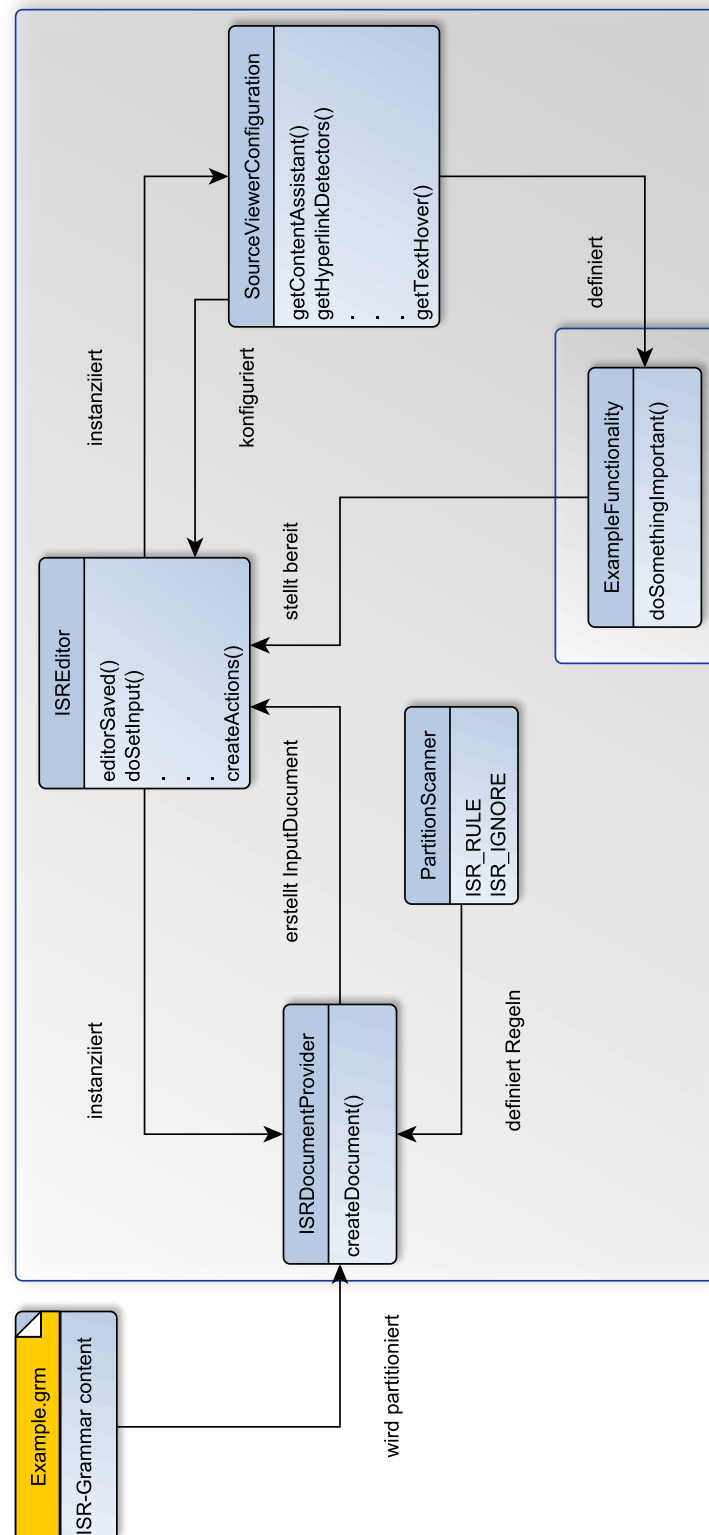 Example.grm
ISR-Grammar content
wird partitioniert
instanziiert
ISRDocumentProvider
createDocument()
definiert Regeln
erstellt InputDucument
PartitionScanner
ISR_RULE
ISR_IGNORE
ISREditor
editorSaved()
doSetInput()
.
.
.
createActions()
stellt bereit
instanziiert
konfiguriert
SourceViewerConfiguration
getContentAssistant()
getHyperlinkDetectors()
.
.
.
getTextHover()
definiert
ExampleFunctionality
doSomethingImportant()